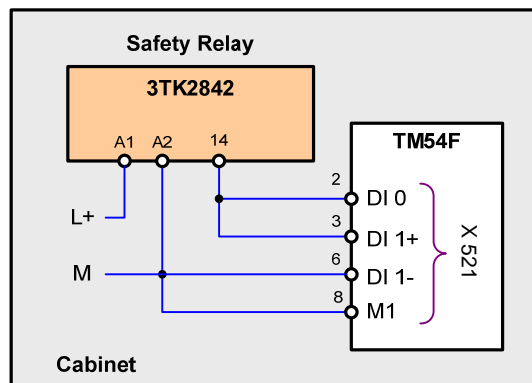 Safety Relay
3TK2842
A1 A2 14
TM54F
2 DI 0
L+
3 DI 1+
X 521
M
6 DI 1-
8 M1
Cabinet